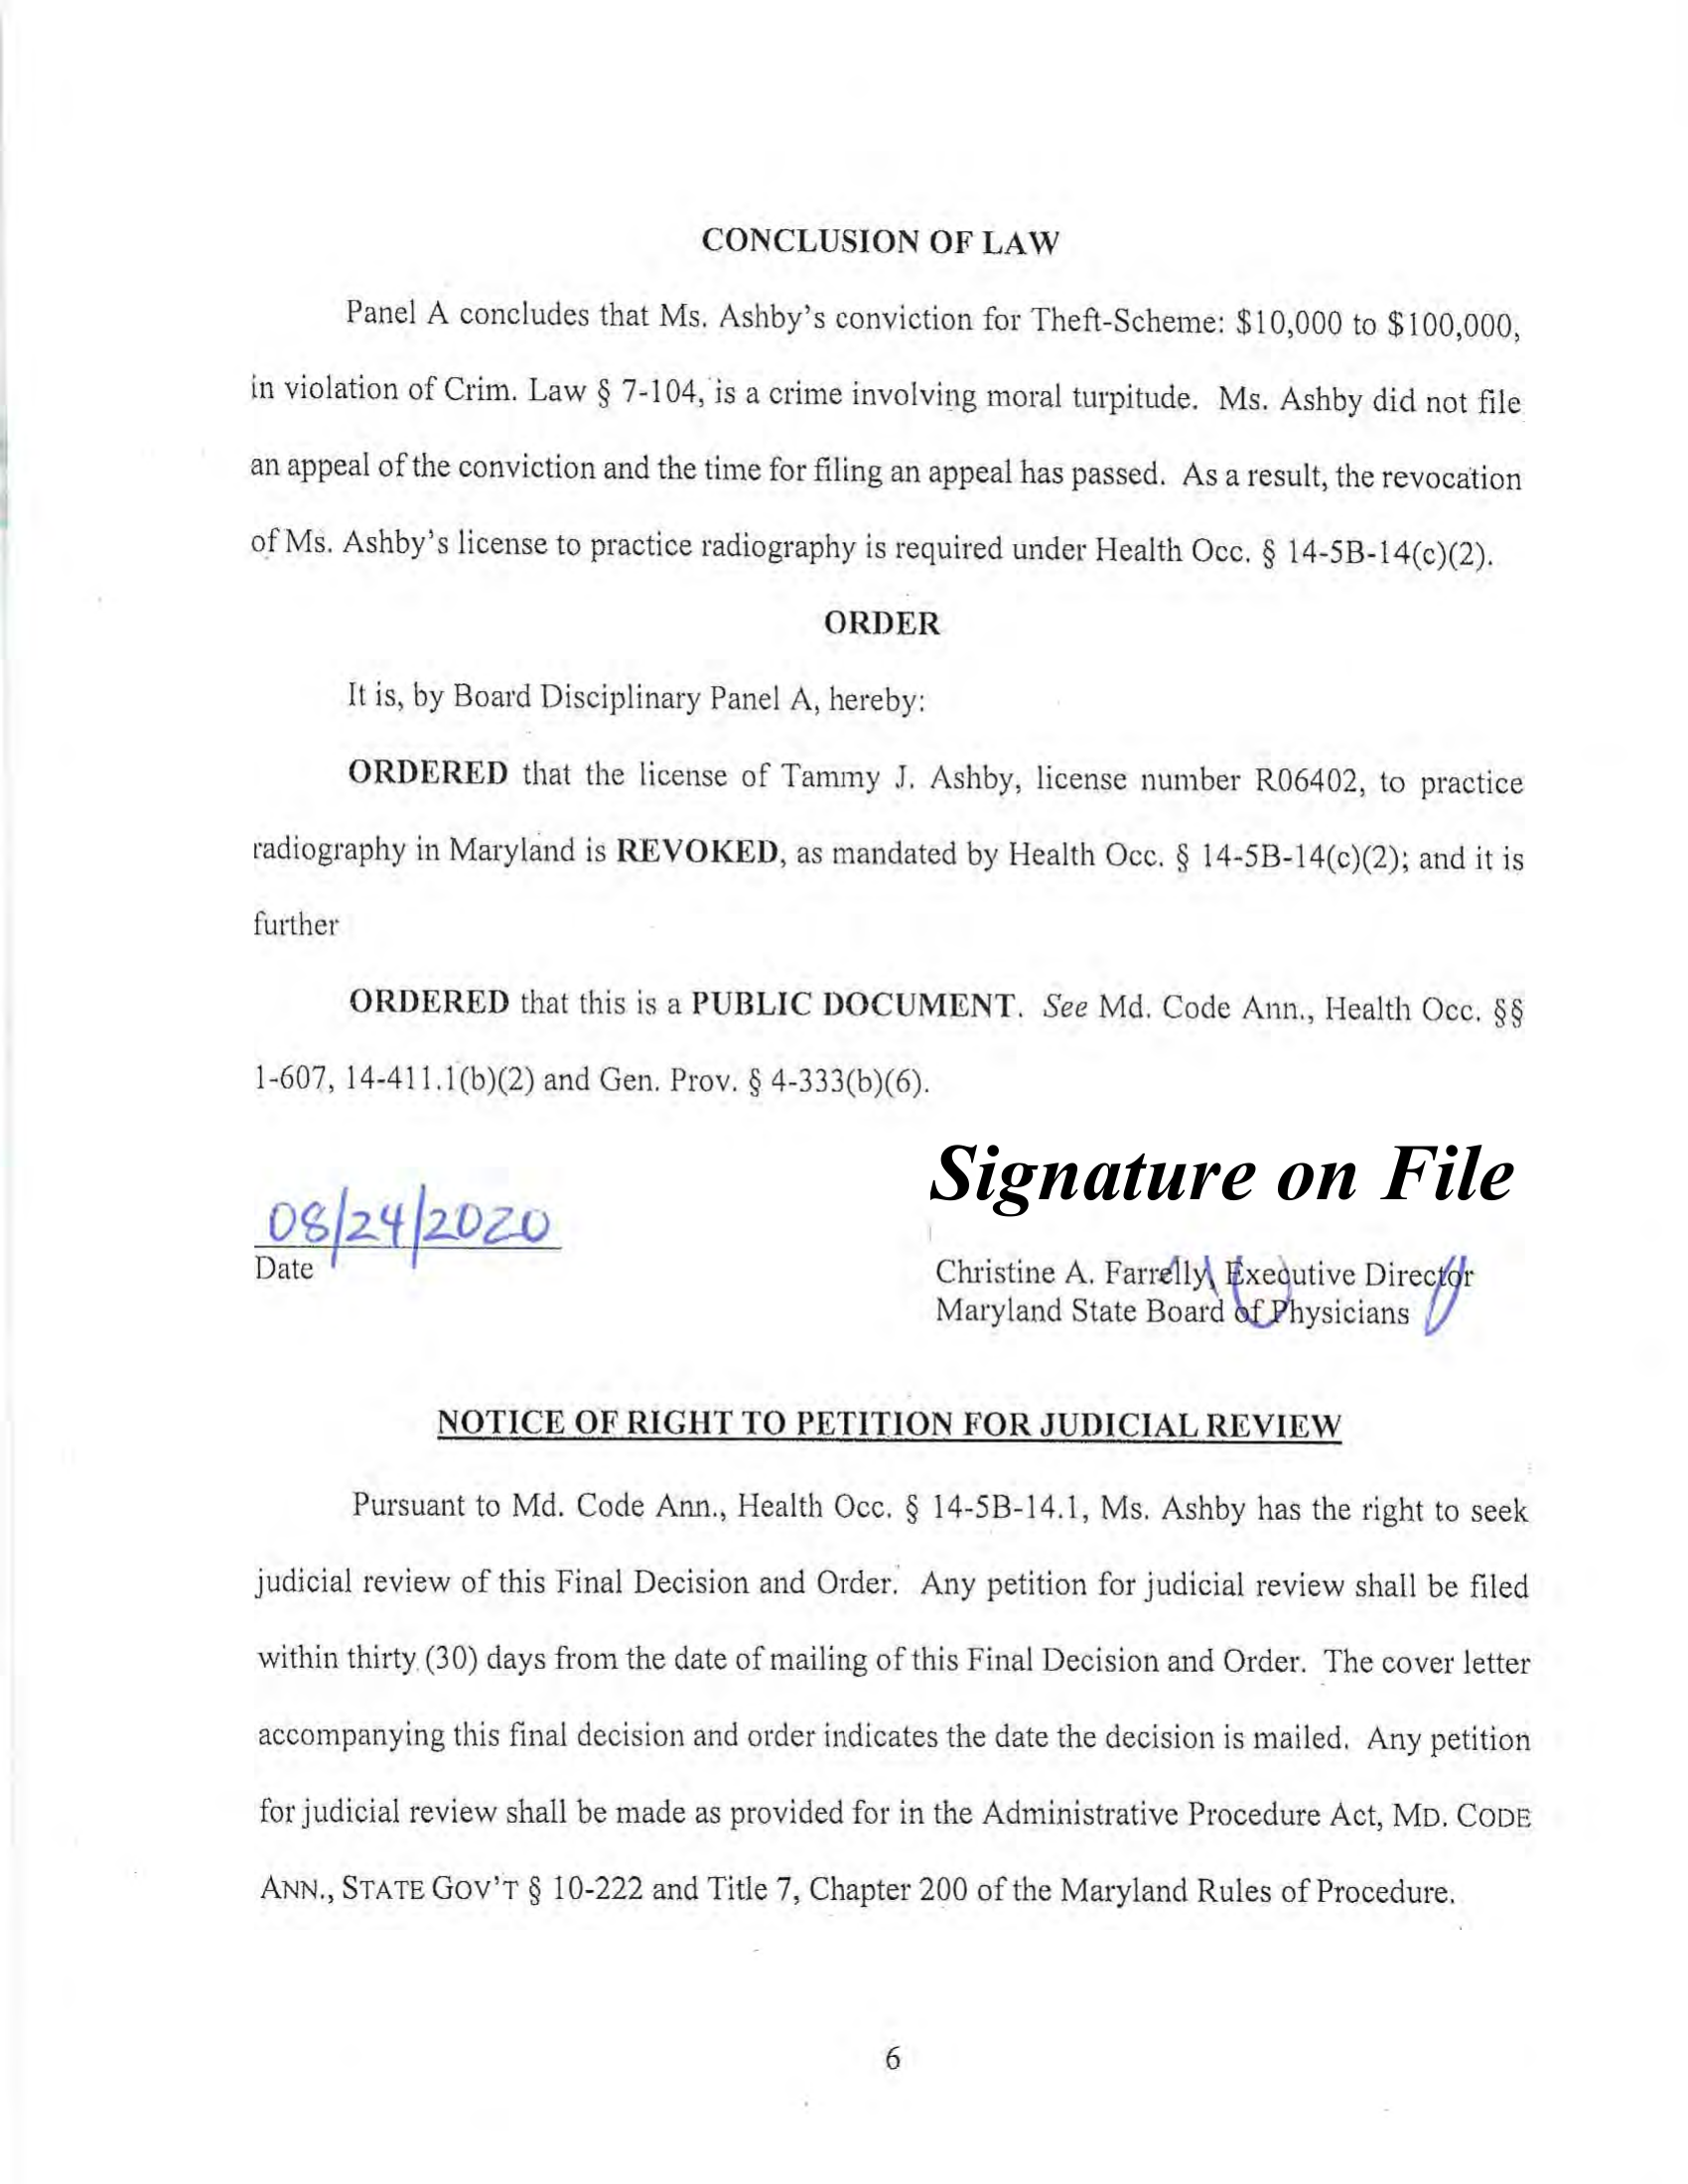 CONCLUSION OF LAW
Panel A concludes that Ms. Ashby's conviction for Theft-Scheme: $10,000 to $100,000,
in violation of Crim. Law § 7-104, is a crime involving moral turpitude. Ms. Ashby did not file
an appeal of the conviction and the time for filing an appeal has passed. As a result, the revocation
of Ms. Ashby's license to practice radiography is required under Health Occ. § 14-5B-14(c)(2).
ORDER
It is, by Board Disciplinary Panel A, hereby:
ORDERED that the license of Tammy J. Ashby, license number R06402, to practice
radiography in Maryland is REVOKED, as mandated by Health Occ. § 14-5B-14(c)(2); and it is
further
ORDERED that this is a PUBLIC DOCUMENT. See Md. Code Ann., Health Occ. §§
1-607, 14-411.1(b)(2) and Gen. Prov. § 4-333(b)(6).
Signature on File
08/24/2020
Date
Christine A. Farrelly, Executive Director
Maryland State Board of Physicians
NOTICE OF RIGHT TO PETITION FOR JUDICIAL REVIEW
Pursuant to Md. Code Ann., Health Occ. § 14-5B-14.1, Ms. Ashby has the right to seek
judicial review of this Final Decision and Order. Any petition for judicial review shall be filed
within thirty (30) days from the date of mailing of this Final Decision and Order. The cover letter
accompanying this final decision and order indicates the date the decision is mailed. Any petition
for judicial review shall be made as provided for in the Administrative Procedure Act, MD. CODE
ANN., STATE GOV'T § 10-222 and Title 7, Chapter 200 of the Maryland Rules of Procedure.
6